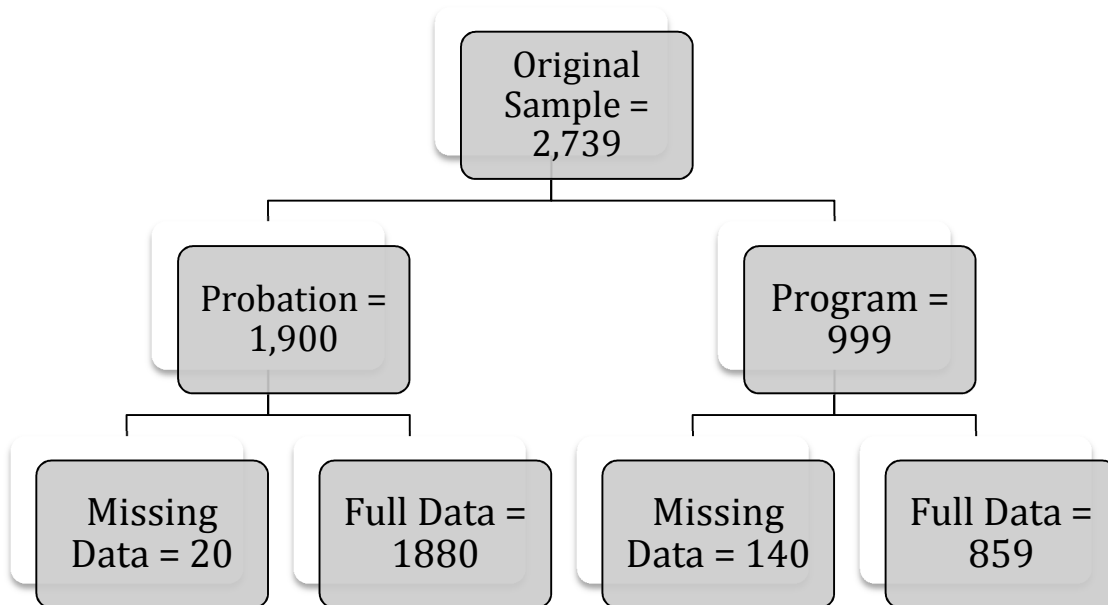 Original
Sample =
2,739
Probation =
1,900
Program =
999
Missing
Data = 20
Full Data =
1880
Missing
Data = 140
Full Data =
859